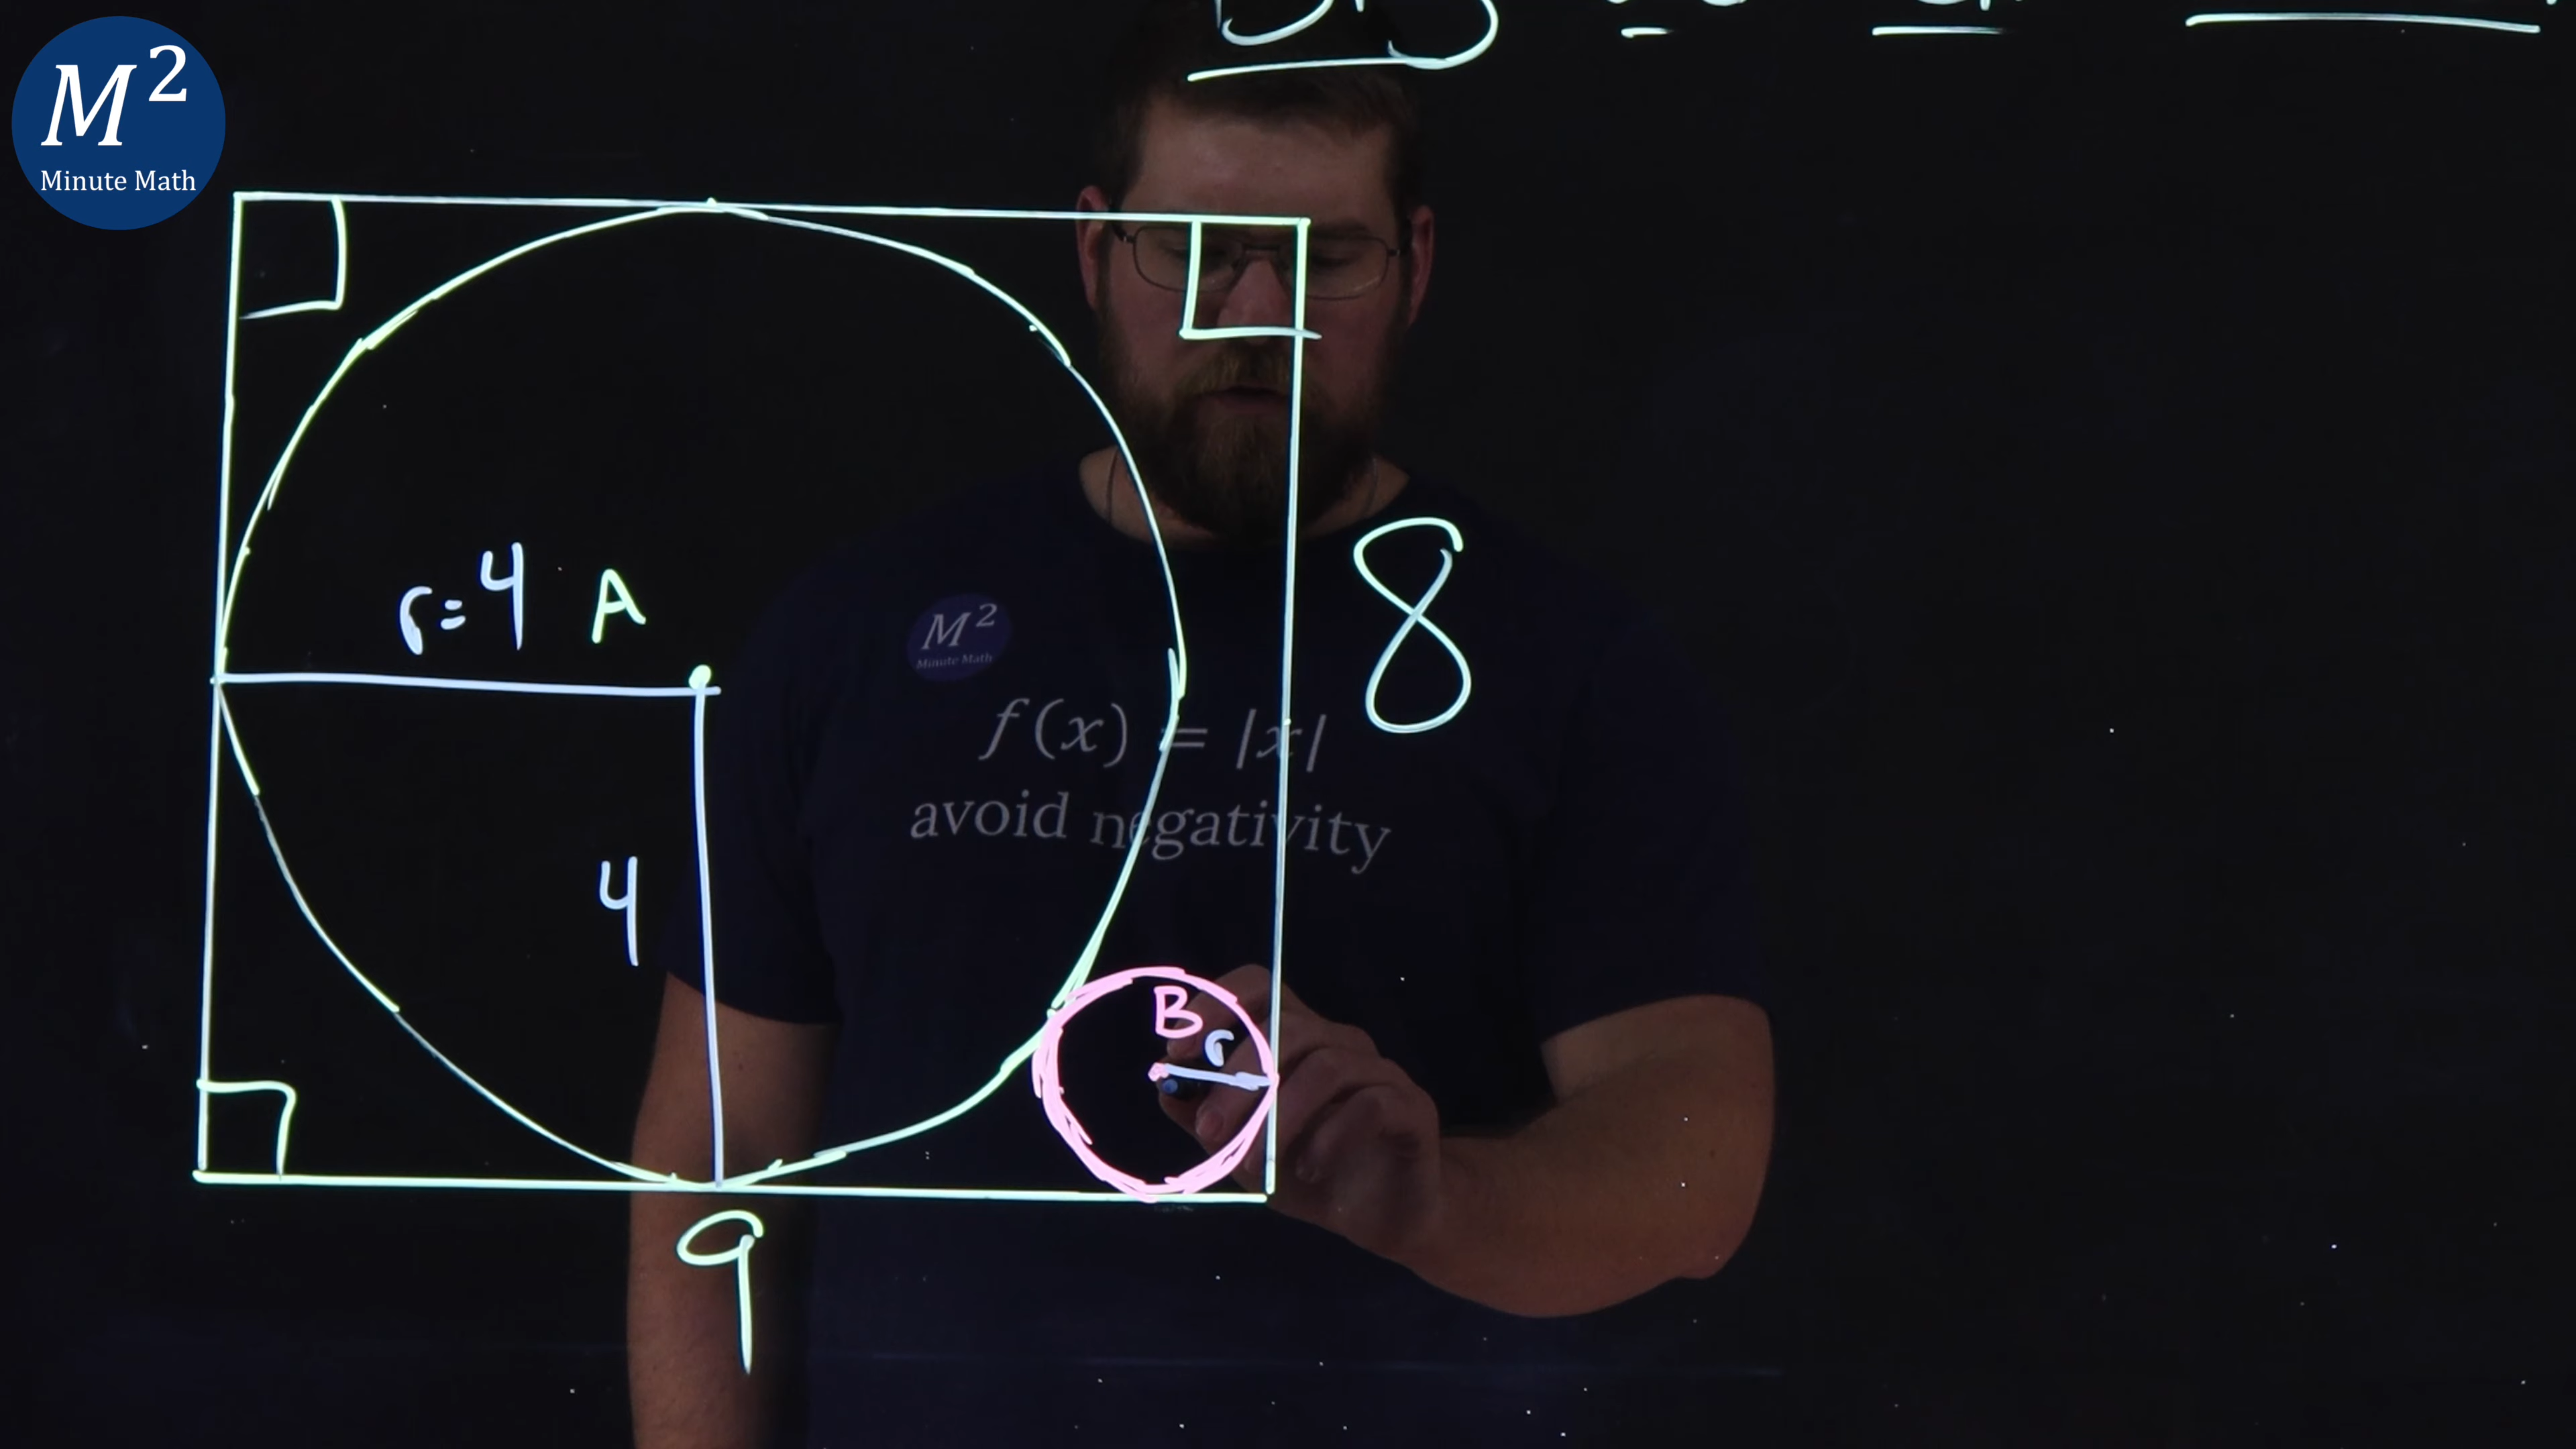 M²
Minute Math
r=4 A
8
M²
Minute Math
f(x) = |x|
avoid negativity
4
B
r
9